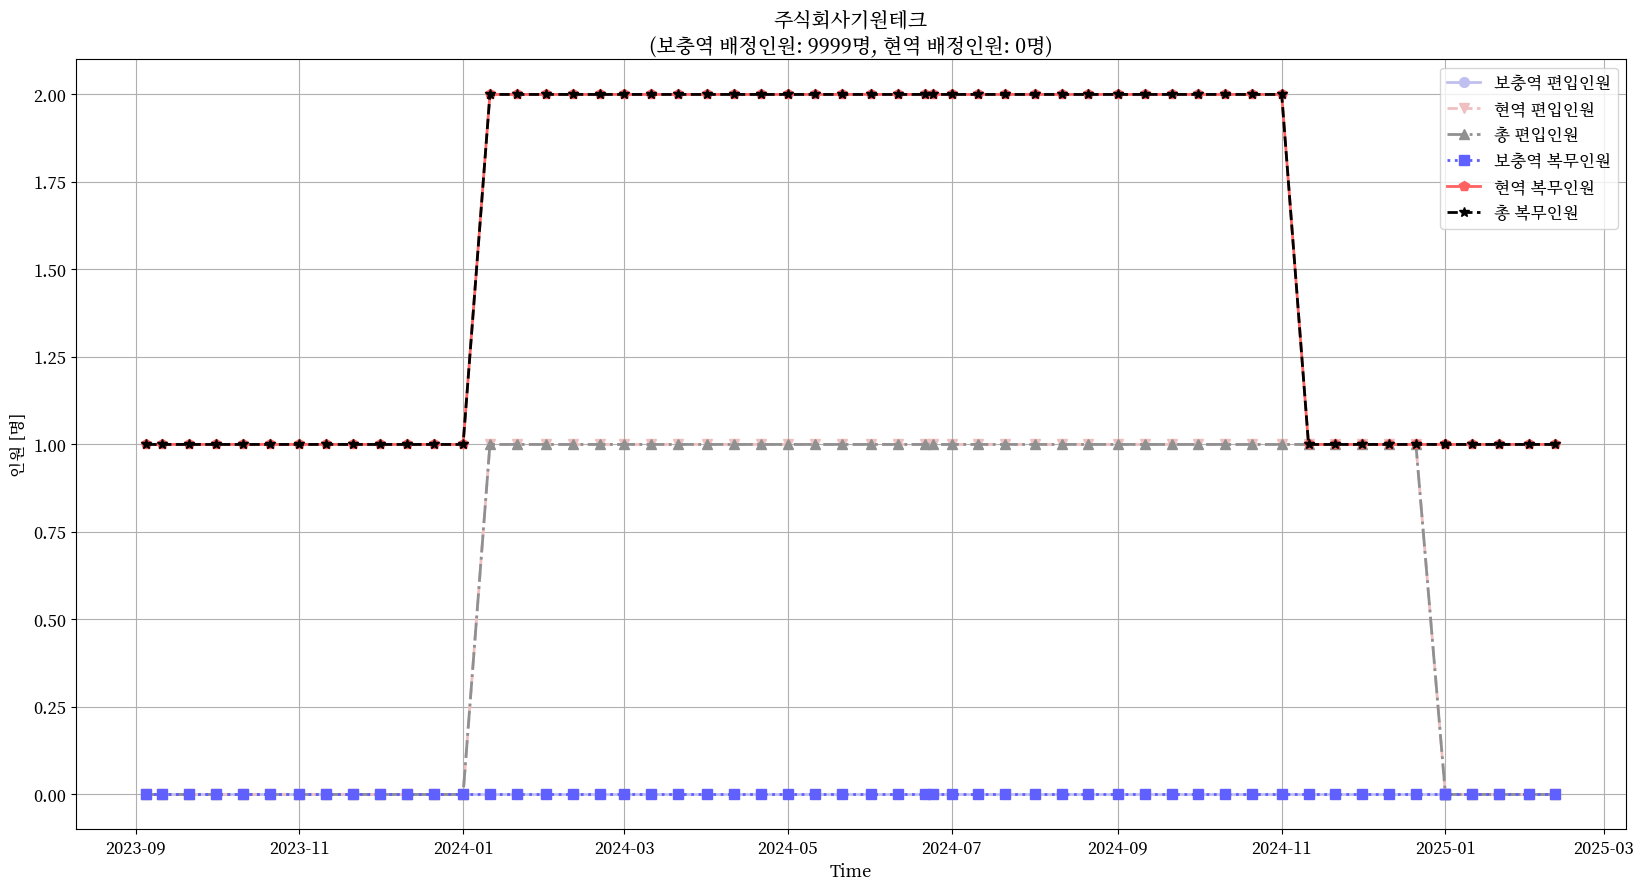 주식회사기원테크
(보충역 배정인원: 9999명, 현역 배정인원: 0명)
보충역 편입인원
현역 편입인원
총 편입인원
보충역 복무인원
현역 복무인원
총 복무인원
2.00
1.75
1.50
1.25
1.00
0.75
0.50
0.25
0.00
인원 [명]
2023-09
2023-11
2024-01
2024-03
2024-05
2024-07
2024-09
2024-11
2025-01
2025-03
Time